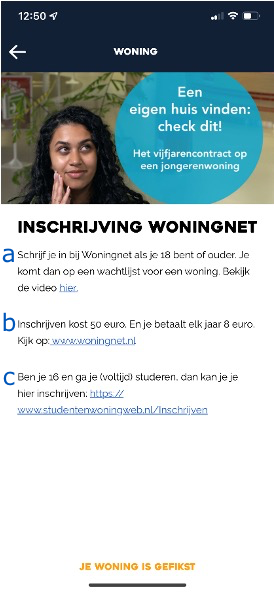 12:50
WONING
Een
eigen huis vinden:
check dit!
Het vijfjarencontract op
een jongerenwoning
INSCHRIJVING WONINGNET
a Schrijf je in bij Woningnet als je 18 bent of ouder. Je
komt dan op een wachtlijst voor een woning. Bekijk
de video hier.
b Inschrijven kost 50 euro. En je betaalt elk jaar 8 euro.
Kijk op: www.woningnet.nl
c Ben je 16 en ga je (voltijd) studeren, dan kan je je
hier inschrijven: https://
www.studentenwoningweb.nl/Inschrijven
JE WONING IS GEFIKST